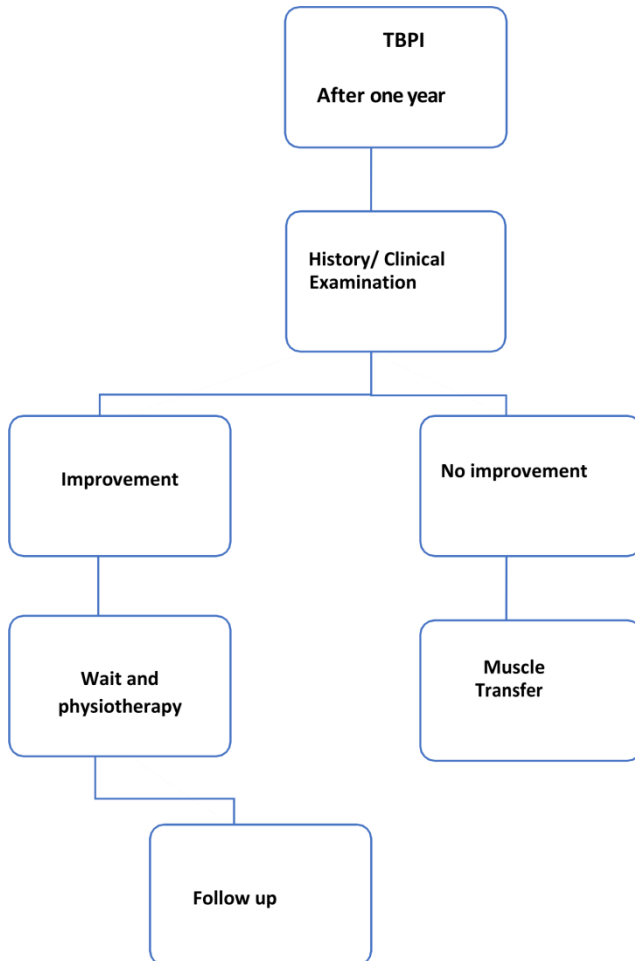 TBPI
After one year
History/ Clinical
Examination
Improvement
No improvement
Wait and
physiotherapy
Muscle
Transfer
Follow up